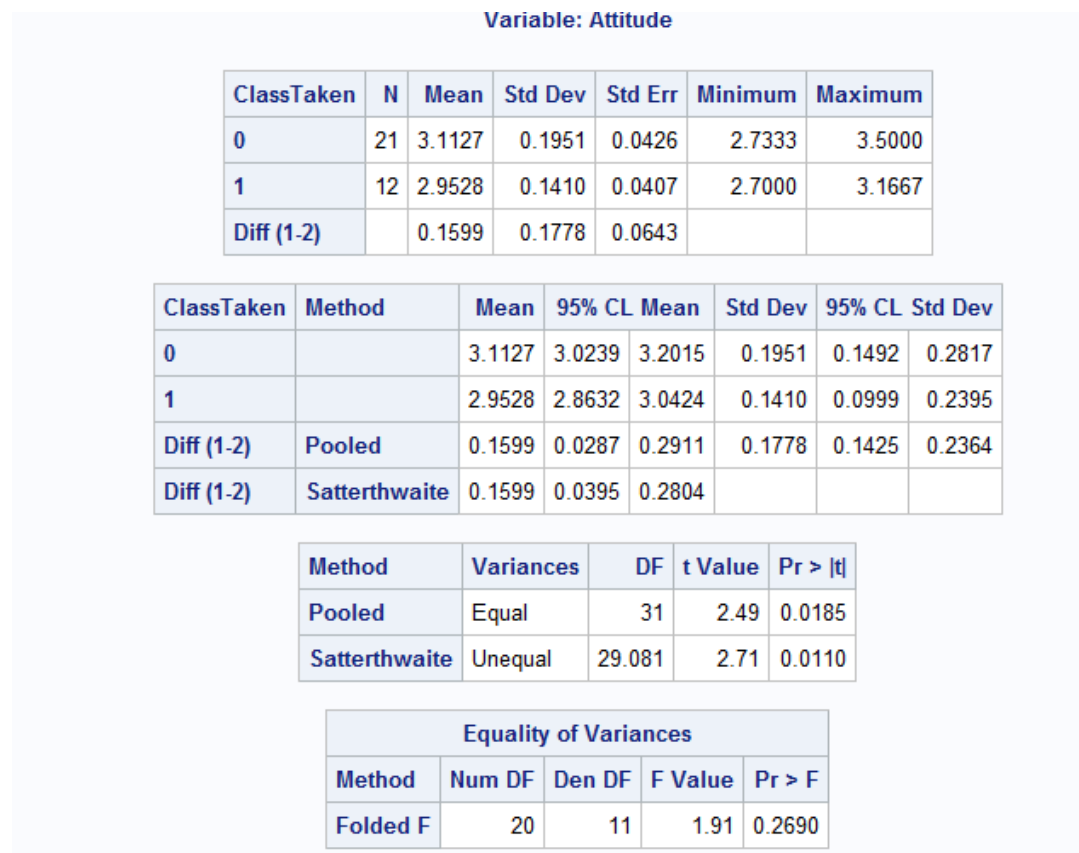 Variable: Attitude
ClassTaken N Mean Std Dev Std Err Minimum Maximum
0 21 3.1127 0.1951 0.0426 2.7333 3.5000
1 12 2.9528 0.1410 0.0407 2.7000 3.1667
Diff (1-2) 0.1599 0.1778 0.0643
ClassTaken Method Mean 95% CL Mean Std Dev 95% CL Std Dev
0 3.1127 3.0239 3.2015 0.1951 0.1492 0.2817
1 2.9528 2.8632 3.0424 0.1410 0.0999 0.2395
Diff (1-2) Pooled 0.1599 0.0287 0.2911 0.1778 0.1425 0.2364
Diff (1-2) Satterthwaite 0.1599 0.0395 0.2804
Method Variances DF t Value Pr > |t|
Pooled Equal 31 2.49 0.0185
Satterthwaite Unequal 29.081 2.71 0.0110
Equality of Variances
Method Num DF Den DF F Value Pr > F
Folded F 20 11 1.91 0.2690